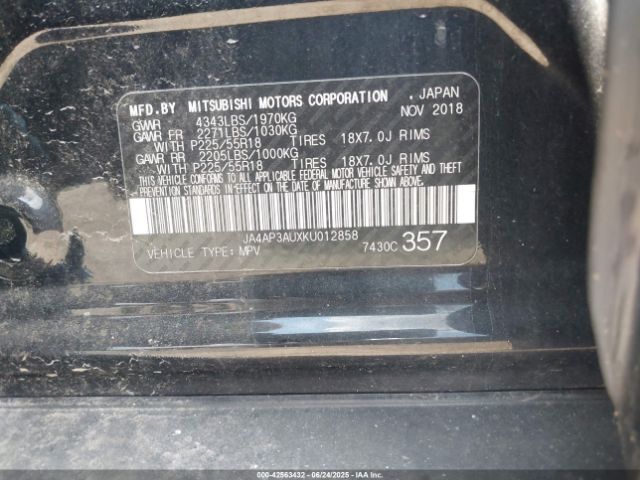 MFD.BY MITSUBISHI MOTORS CORPORATION , JAPAN
GVWR 4343LBS/1970KG NOV 2018
GAWR FR 2271LBS/1030KG
WITH P225/55R18 TIRES 18X7.0J RIMS
GAWR RR 2205LBS/1000KG
WITH P225/55R18 TIRES 18X7.0J RIMS
THIS VEHICLE CONFORMS TO ALL APPLICABLE FEDERAL MOTOR VEHICLE SAFETY, BUMPER, AND THEFT
PREVENTION STANDARDS IN EFFECT ON THE DATE OF MANUFACTURE SHOWN ABOVE.
JA4AP3AUXKU012858
VEHICLE TYPE: MPV 7430C 357
000-42563432 - 06/24/2025 - COPYRIGHT IAA, LLC.